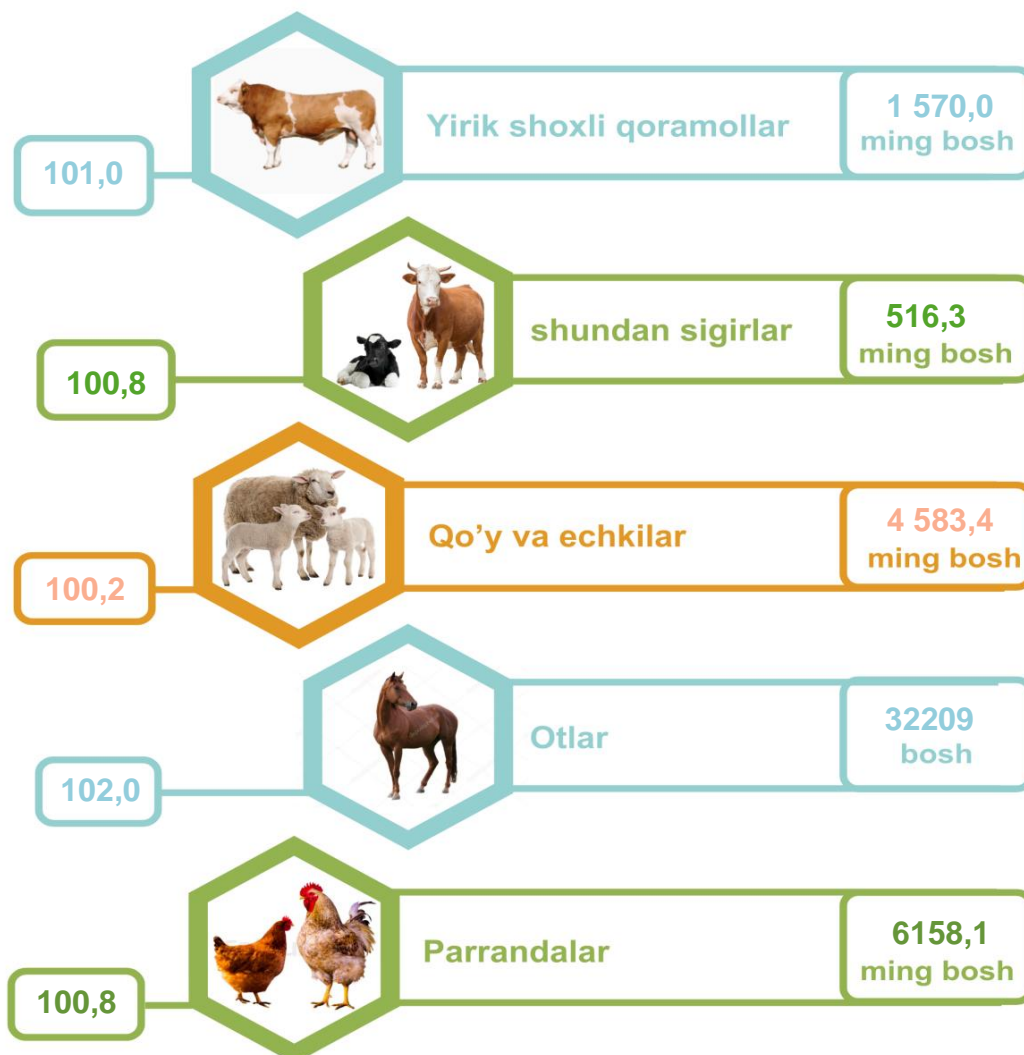 Yirik shoxli qoramollar
1 570,0
ming bosh
101,0
shundan sigirlar
516,3
ming bosh
100,8
Qo’y va echkilar
4 583,4
ming bosh
100,2
Otlar
32209
bosh
102,0
Parrandalar
6158,1
ming bosh
100,8